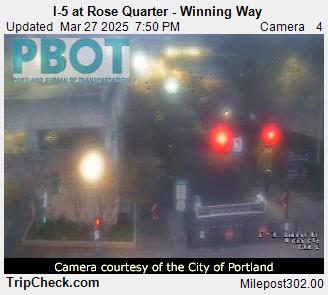 I-5 at Rose Quarter - Winning Way
Updated Mar 27 2025 7:50 PM Camera 4
PBOT
PORTLAND BUREAU OF TRANSPORTATION
Camera courtesy of the City of Portland
TripCheck.com Milepost302.00